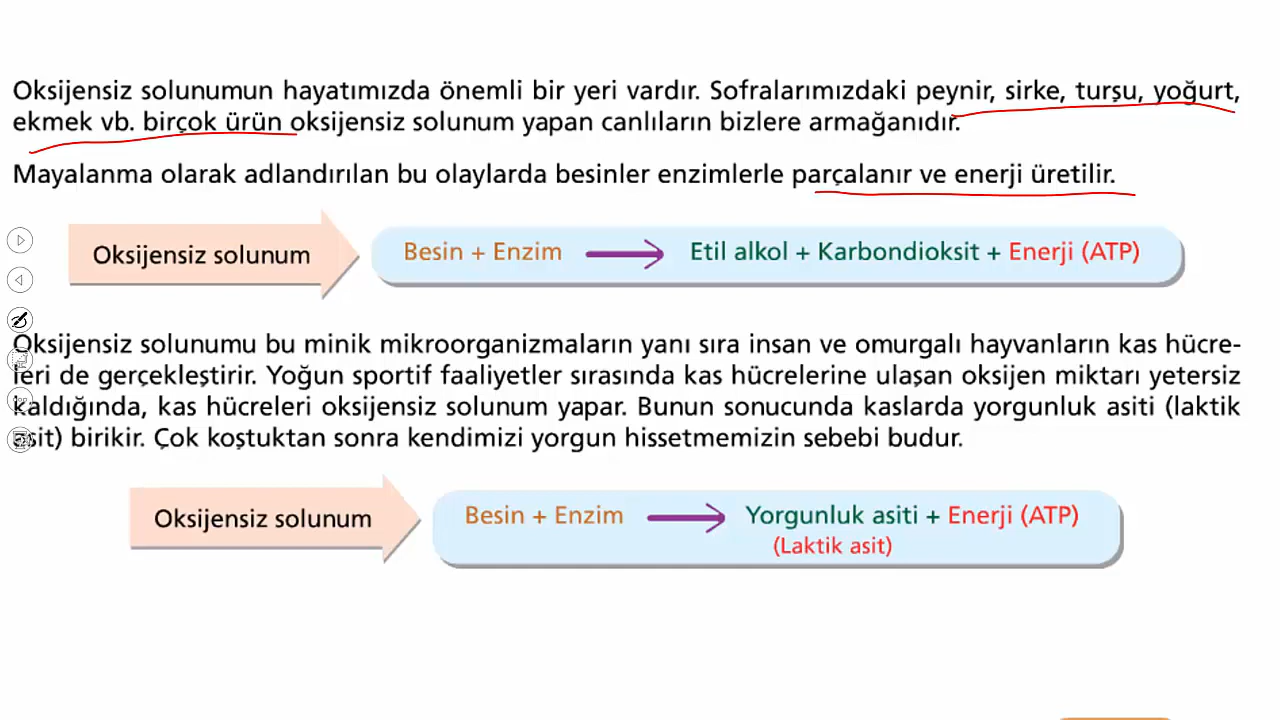 Oksijensiz solunumun hayatımızda önemli bir yeri vardır. Sofralarımızdaki peynir, sirke, turşu, yoğurt,
ekmek vb. birçok ürün oksijensiz solunum yapan canlıların bizlere armağanıdır.
Mayalanma olarak adlandırılan bu olaylarda besinler enzimlerle parçalanır ve enerji üretilir.
Oksijensiz solunum
Besin + Enzim → Etil alkol + Karbondioksit + Enerji (ATP)
Oksijensiz solunumu bu minik mikroorganizmaların yanı sıra insan ve omurgalı hayvanların kas hücre-
leri de gerçekleştirir. Yoğun sportif faaliyetler sırasında kas hücrelerine ulaşan oksijen miktarı yetersiz
kaldığında, kas hücreleri oksijensiz solunum yapar. Bunun sonucunda kaslarda yorgunluk asiti (laktik
asit) birikir. Çok koştuktan sonra kendimizi yorgun hissetmemizin sebebi budur.
Oksijensiz solunum
Besin + Enzim → Yorgunluk asiti + Enerji (ATP)
(Laktik asit)